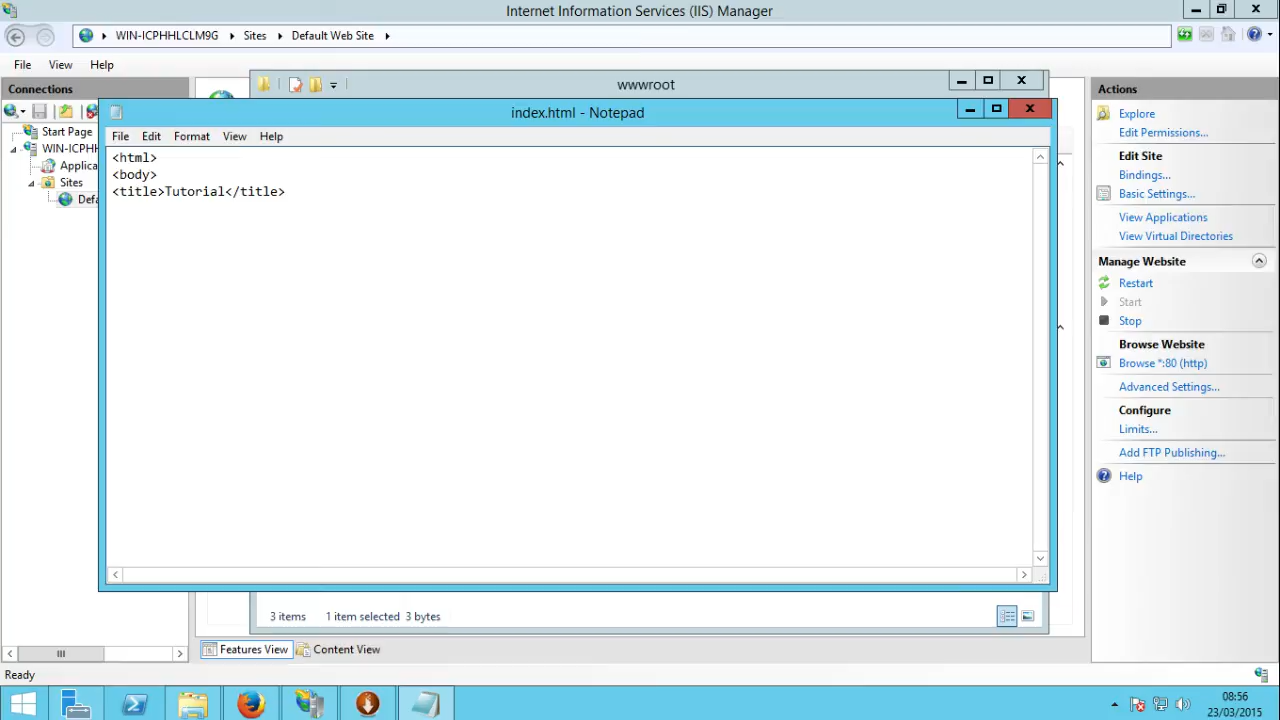 Internet Information Services (IIS) Manager
WIN-ICPHHLCLM9G Sites Default Web Site
File View Help
Connections
Start Page
WIN-ICPHH
Applica
Sites
Defa
wwwroot
index.html - Notepad
File Edit Format View Help
<html>
<body>
<title>Tutorial</title>
3 items 1 item selected 3 bytes
Features View Content View
Actions
Explore
Edit Permissions...
Edit Site
Bindings...
Basic Settings...
View Applications
View Virtual Directories
Manage Website
Restart
Start
Stop
Browse Website
Browse *:80 (http)
Advanced Settings...
Configure
Limits...
Add FTP Publishing...
Help
Ready
08:56
23/03/2015